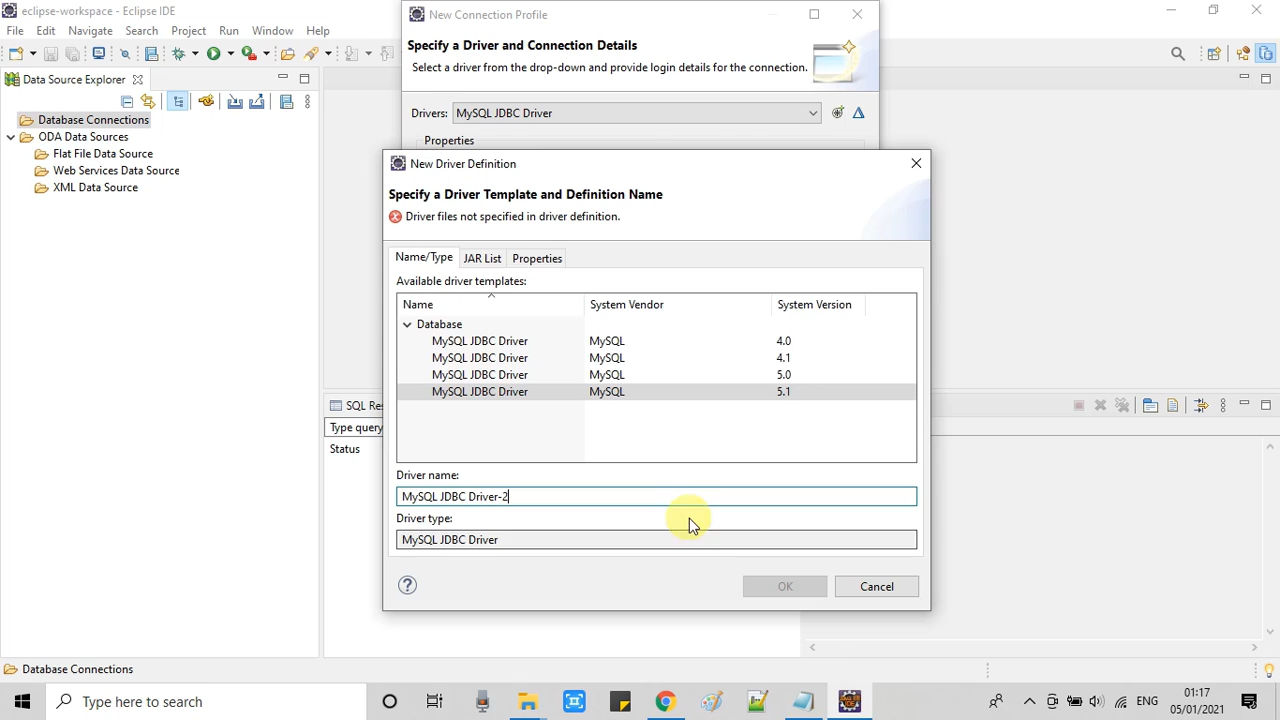 eclipse-workspace - Eclipse IDE
File Edit Navigate Search Project Run Window Help
Data Source Explorer
Database Connections
ODA Data Sources
Flat File Data Source
Web Services Data Source
XML Data Source
New Connection Profile
Specify a Driver and Connection Details
Select a driver from the drop-down and provide login details for the connection.
Drivers: MySQL JDBC Driver
Properties
New Driver Definition
Specify a Driver Template and Definition Name
Driver files not specified in driver definition.
Name/Type JAR List Properties
Available driver templates:
Name System Vendor System Version
Database
MySQL JDBC Driver MySQL 4.0
MySQL JDBC Driver MySQL 4.1
MySQL JDBC Driver MySQL 5.0
MySQL JDBC Driver MySQL 5.1
Driver name:
MySQL JDBC Driver-2
Driver type:
MySQL JDBC Driver
OK Cancel
SQL Res
Type query
Status
Database Connections
Type here to search
ENG
01:17
05/01/2021